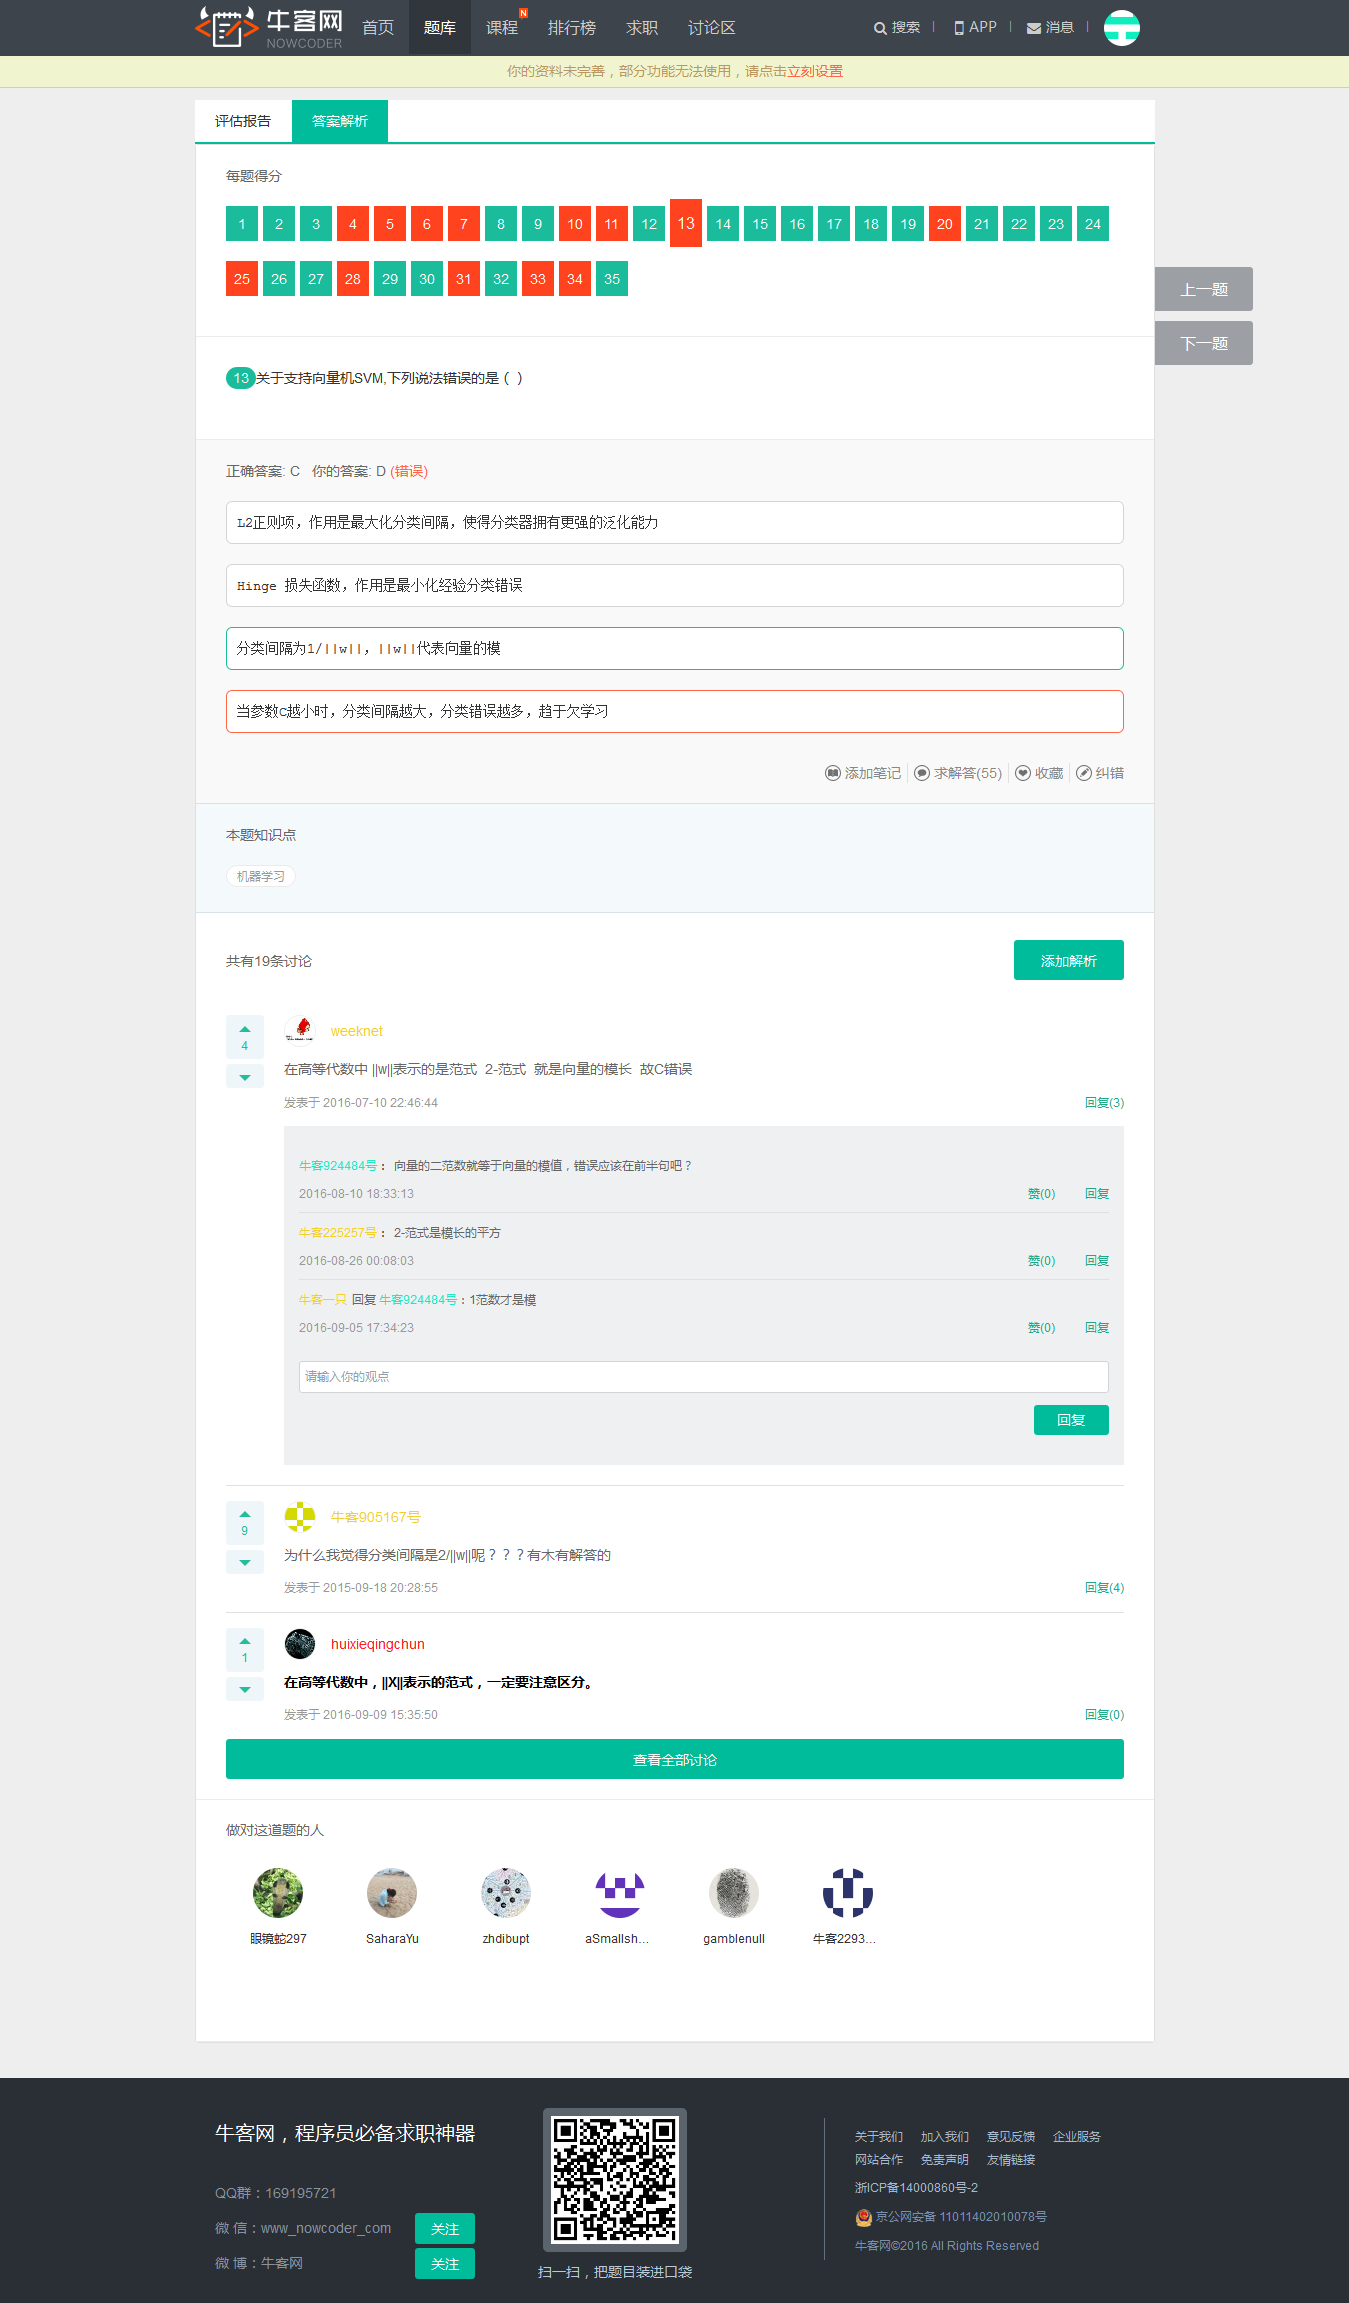 牛客网
NOWCODER
首页 题库 课程 N 排行榜 求职 讨论区 搜索 APP 消息
你的资料未完善，部分功能无法使用，请点击立刻设置
评估报告 答案解析
每题得分
1 2 3 4 5 6 7 8 9 10 11 12 13 14 15 16 17 18 19 20 21 22 23 24
25 26 27 28 29 30 31 32 33 34 35
上一题
下一题
13 关于支持向量机SVM,下列说法错误的是（ ）
正确答案: C 你的答案: D (错误)
L2正则项，作用是最大化分类间隔，使得分类器拥有更强的泛化能力
Hinge 损失函数，作用是最小化经验分类错误
分类间隔为1/||w||，||w||代表向量的模
当参数C越小时，分类间隔越大，分类错误越多，趋于欠学习
添加笔记 求解答(55) 收藏 纠错
本题知识点
机器学习
共有19条讨论 添加解析
weeknet
4
在高等代数中 ||w||表示的是范式 2-范式 就是向量的模长 故C错误
发表于 2016-07-10 22:46:44 回复(3)
牛客924484号： 向量的二范数就等于向量的模值，错误应该在前半句吧？
2016-08-10 18:33:13 赞(0) 回复
牛客225257号： 2-范式是模长的平方
2016-08-26 00:08:03 赞(0) 回复
牛客一只 回复 牛客924484号：1范数才是模
2016-09-05 17:34:23 赞(0) 回复
请输入你的观点
回复
牛客905167号
9
为什么我觉得分类间隔是2/||w||呢？？？有木有解答的
发表于 2015-09-18 20:28:55 回复(4)
huixieqingchun
1
在高等代数中，||X||表示的范式，一定要注意区分。
发表于 2016-09-09 15:35:50 回复(0)
查看全部讨论
做对这道题的人
眼镜蛇297 SaharaYu zhdibupt aSmallsh... gamblenull 牛客2293...
牛客网，程序员必备求职神器
QQ群：169195721
微 信：www_nowcoder_com 关注
微 博：牛客网 关注
扫一扫，把题目装进口袋
关于我们 加入我们 意见反馈 企业服务
网站合作 免责声明 友情链接
浙ICP备14000860号-2
京公网安备 11011402010078号
牛客网©2016 All Rights Reserved